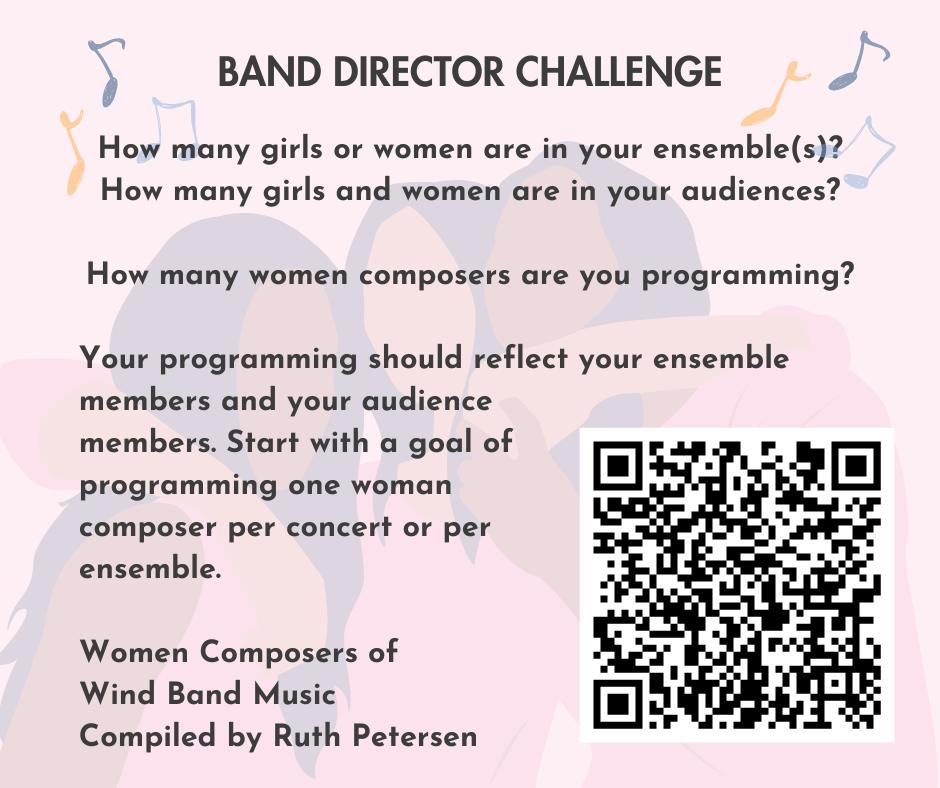 BAND DIRECTOR CHALLENGE
How many girls or women are in your ensemble(s)?
How many girls and women are in your audiences?
How many women composers are you programming?
Your programming should reflect your ensemble
members and your audience
members. Start with a goal of
programming one woman
composer per concert or per
ensemble.
Women Composers of
Wind Band Music
Compiled by Ruth Petersen